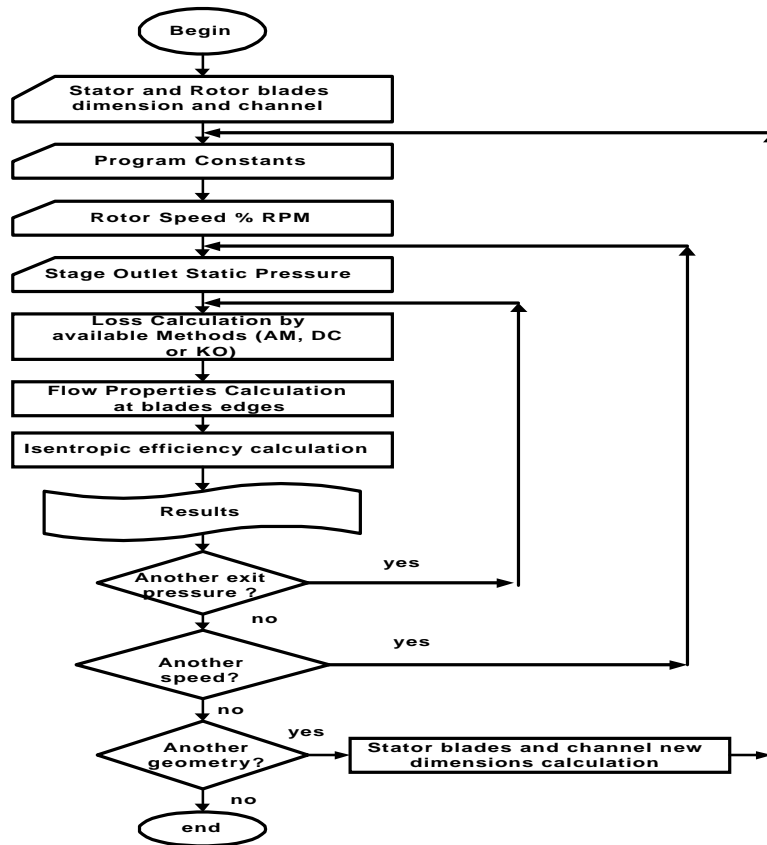 Begin
Stator and Rotor blades
dimension and channel
Program Constants
Rotor Speed % RPM
Stage Outlet Static Pressure
Loss Calculation by
available Methods (AM, DC
or KO)
Flow Properties Calculation
at blades edges
Isentropic efficiency calculation
Results
Another exit
pressure ?
yes
no
Another
speed?
yes
no
Another
geometry?
yes
Stator blades and channel new
dimensions calculation
no
end